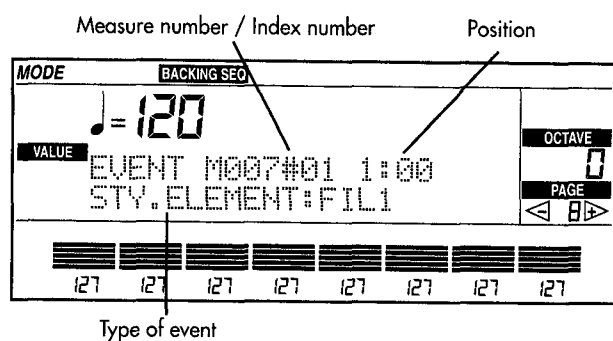 Measure number / Index number Position
MODE BACKING SEQ
♩=120
OCTAVE
VALUE
0
EVENT M007#01 1:00
PAGE
STY.ELEMENT:FIL1
- 8 +
127 127 127 127 127 127 127 127
Type of event